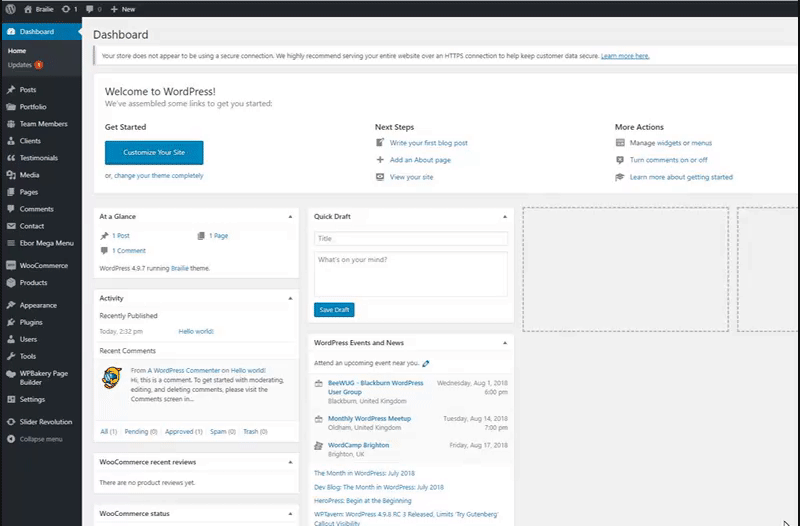 Brailie 1 0 New
Dashboard
Home
Updates 1
Posts
Portfolio
Team Members
Clients
Testimonials
Media
Pages
Comments
Contact
Ebor Mega Menu
WooCommerce
Products
Appearance
Plugins
Users
Tools
WPBakery Page
Builder
Settings
Slider Revolution
Collapse menu
Dashboard
Your store does not appear to be using a secure connection. We highly recommend serving your entire website over an HTTPS connection to help keep customer data secure. Learn more here.
Welcome to WordPress!
We've assembled some links to get you started:
Get Started
Customize Your Site
or, change your theme completely
Next Steps
Write your first blog post
Add an About page
View your site
More Actions
Manage widgets or menus
Turn comments on or off
Learn more about getting started
At a Glance
1 Post 1 Page
1 Comment
WordPress 4.9.7 running Brailie theme.
Activity
Recently Published
Today, 2:32 pm Hello world!
Recent Comments
From A WordPress Commenter on Hello world!
Hi, this is a comment. To get started with moderating,
editing, and deleting comments, please visit the
Comments screen in...
All (1) Pending (0) Approved (1) Spam (0) Trash (0)
WooCommerce recent reviews
There are no product reviews yet.
WooCommerce status
Quick Draft
Title
What's on your mind?
Save Draft
WordPress Events and News
Attend an upcoming event near you.
BeeWUG - Blackburn WordPress Wednesday, Aug 1, 2018
User Group 6:00 pm
Blackburn, United Kingdom
Monthly WordPress Meetup Tuesday, Aug 14, 2018
Oldham, United Kingdom 7:00 pm
WordCamp Brighton Friday, Aug 17, 2018
Brighton, UK
The Month in WordPress: July 2018
Dev Blog: The Month in WordPress: July 2018
HeroPress: Begin at the Beginning
WPTavern: WordPress 4.9.8 RC 3 Released, Limits 'Try Gutenberg'
Callout Visibility